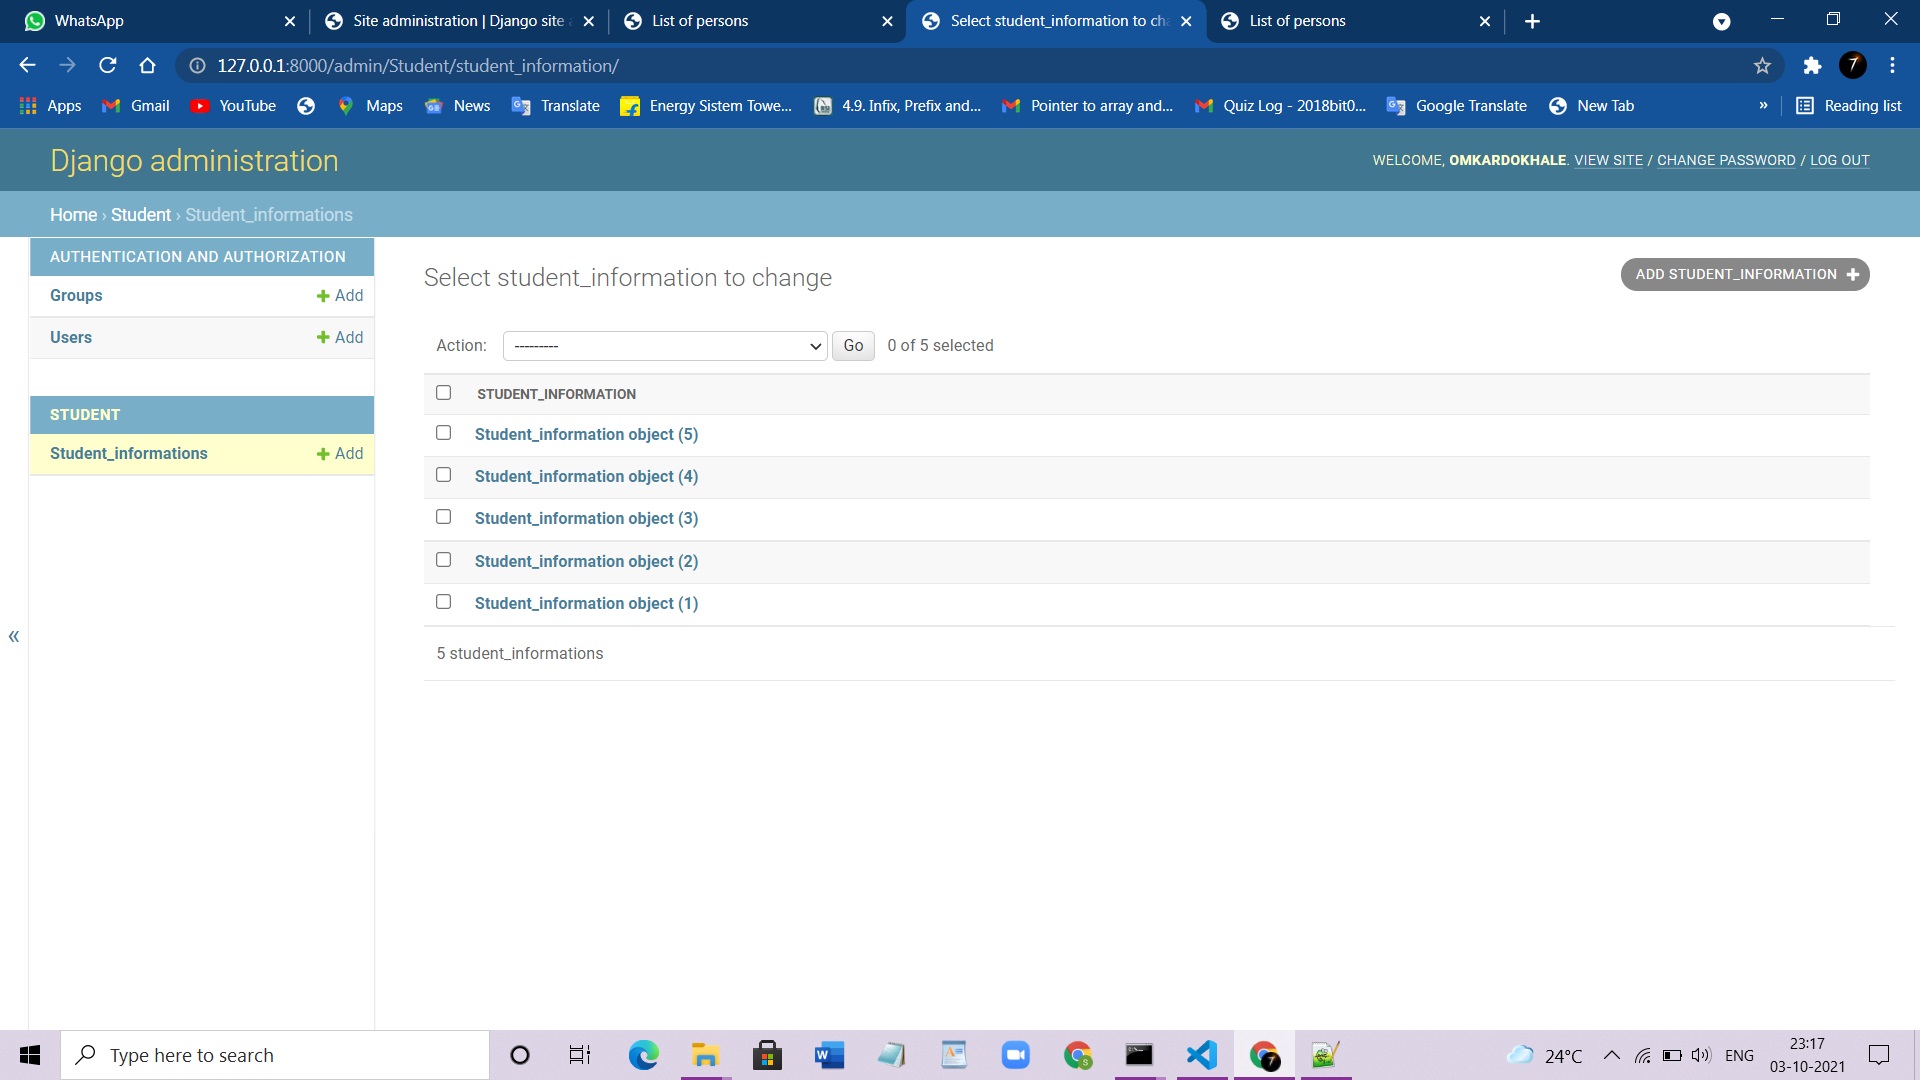 WhatsApp
Site administration | Django site
List of persons
Select student_information to ch
List of persons
127.0.0.1:8000/admin/Student/student_information/
Apps
Gmail
YouTube
Maps
News
Translate
Energy Sistem Towe...
4.9. Infix, Prefix and...
Pointer to array and...
Quiz Log - 2018bit0...
Google Translate
New Tab
»
Reading list
Django administration
WELCOME, OMKARDOKHALE. VIEW SITE / CHANGE PASSWORD / LOG OUT
Home › Student › Student_informations
AUTHENTICATION AND AUTHORIZATION
Groups + Add
Users + Add
STUDENT
Student_informations + Add
«
Select student_information to change
ADD STUDENT_INFORMATION +
Action: --------- Go 0 of 5 selected
STUDENT_INFORMATION
Student_information object (5)
Student_information object (4)
Student_information object (3)
Student_information object (2)
Student_information object (1)
5 student_informations
Type here to search
24°C
ENG
23:17
03-10-2021